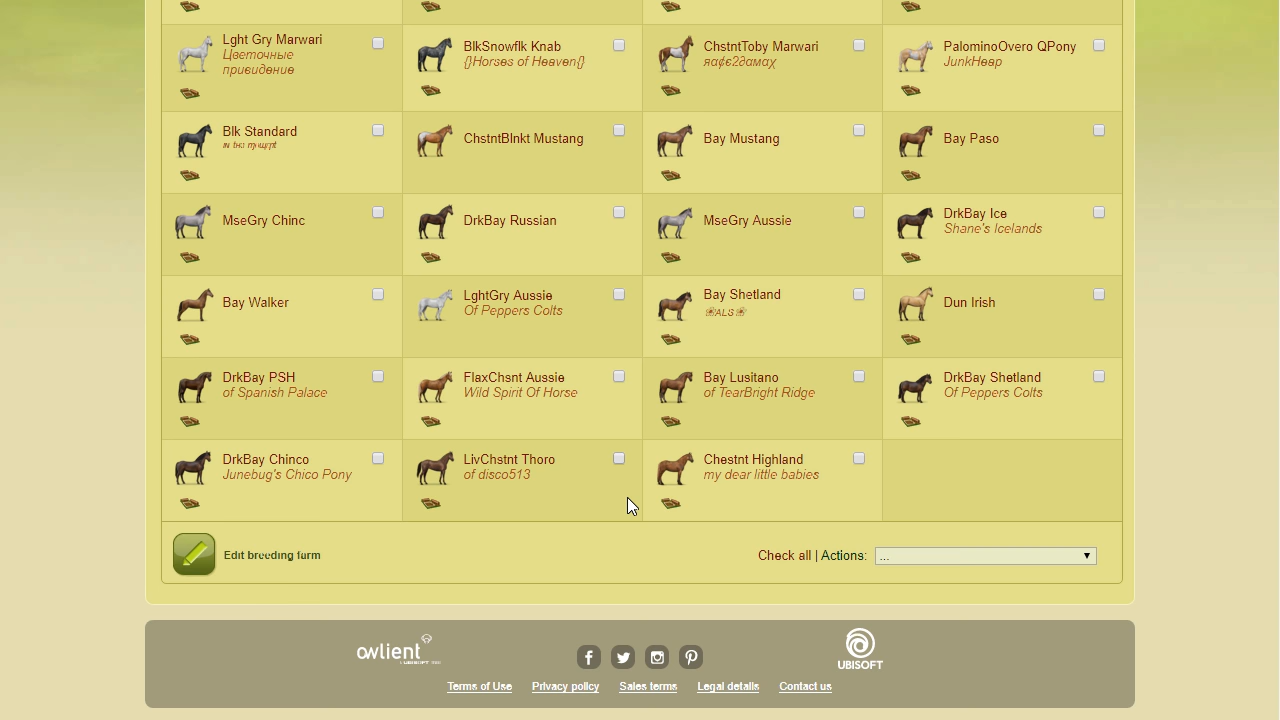 Lght Gry Marwari
Цветочные
привидение
BlkSnowflk Knab
{}Horses of Heaven{}
ChstntToby Marwari
яα¢є2∂αмαχ
PalominoOvero QPony
JunkHeap
Blk Standard
ChstntBlnkt Mustang
Bay Mustang
Bay Paso
MseGry Chinc
DrkBay Russian
MseGry Aussie
DrkBay Ice
Shane's Icelands
Bay Walker
LghtGry Aussie
Of Peppers Colts
Bay Shetland
❀ALS❀
Dun Irish
DrkBay PSH
of Spanish Palace
FlaxChsnt Aussie
Wild Spirit Of Horse
Bay Lusitano
of TearBright Ridge
DrkBay Shetland
Of Peppers Colts
DrkBay Chinco
Junebug's Chico Pony
LivChstnt Thoro
of disco513
Chestnt Highland
my dear little babies
Edit breeding farm
Check all | Actions: ...
owlient
UBISOFT
Terms of Use Privacy policy Sales terms Legal details Contact us